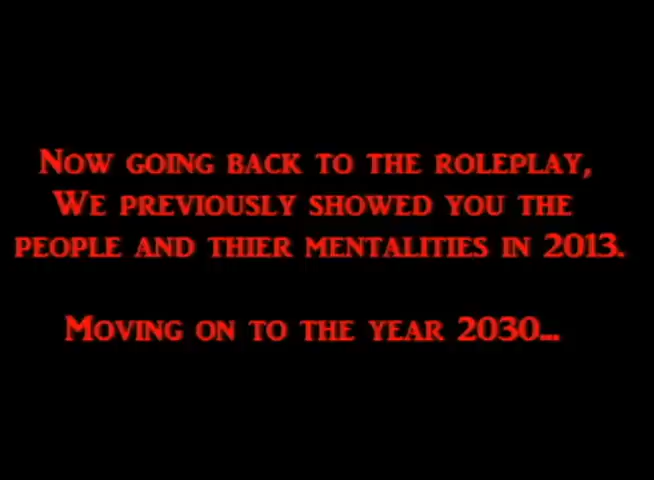 Now going back to the roleplay,
We previously showed you the
people and thier mentalities in 2013.
Moving on to the year 2030...